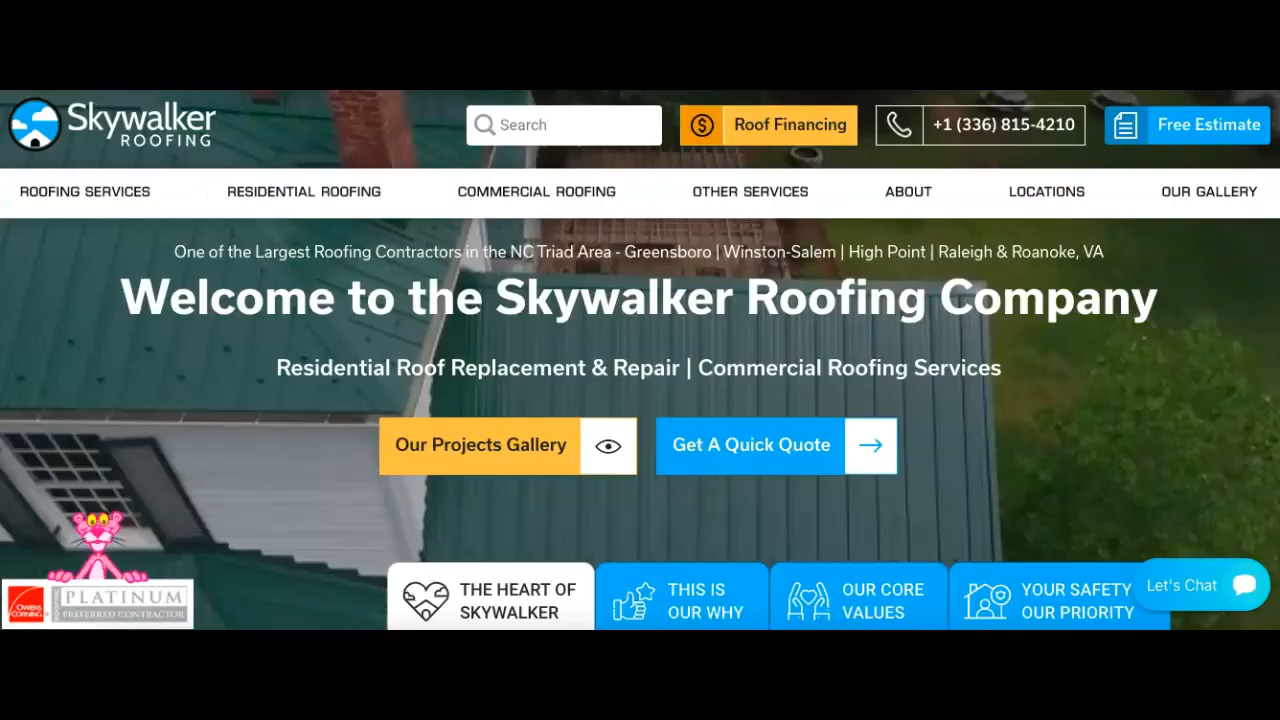 Skywalker
ROOFING
Search
Roof Financing
+1 (336) 815-4210
Free Estimate
ROOFING SERVICES
RESIDENTIAL ROOFING
COMMERCIAL ROOFING
OTHER SERVICES
ABOUT
LOCATIONS
OUR GALLERY
One of the Largest Roofing Contractors in the NC Triad Area - Greensboro | Winston-Salem | High Point | Raleigh & Roanoke, VA
Welcome to the Skywalker Roofing Company
Residential Roof Replacement & Repair | Commercial Roofing Services
Our Projects Gallery
Get A Quick Quote
OWENS
CORNING
PLATINUM
PREFERRED CONTRACTOR
THE HEART OF
SKYWALKER
THIS IS
OUR WHY
OUR CORE
VALUES
YOUR SAFETY
OUR PRIORITY
Let's Chat